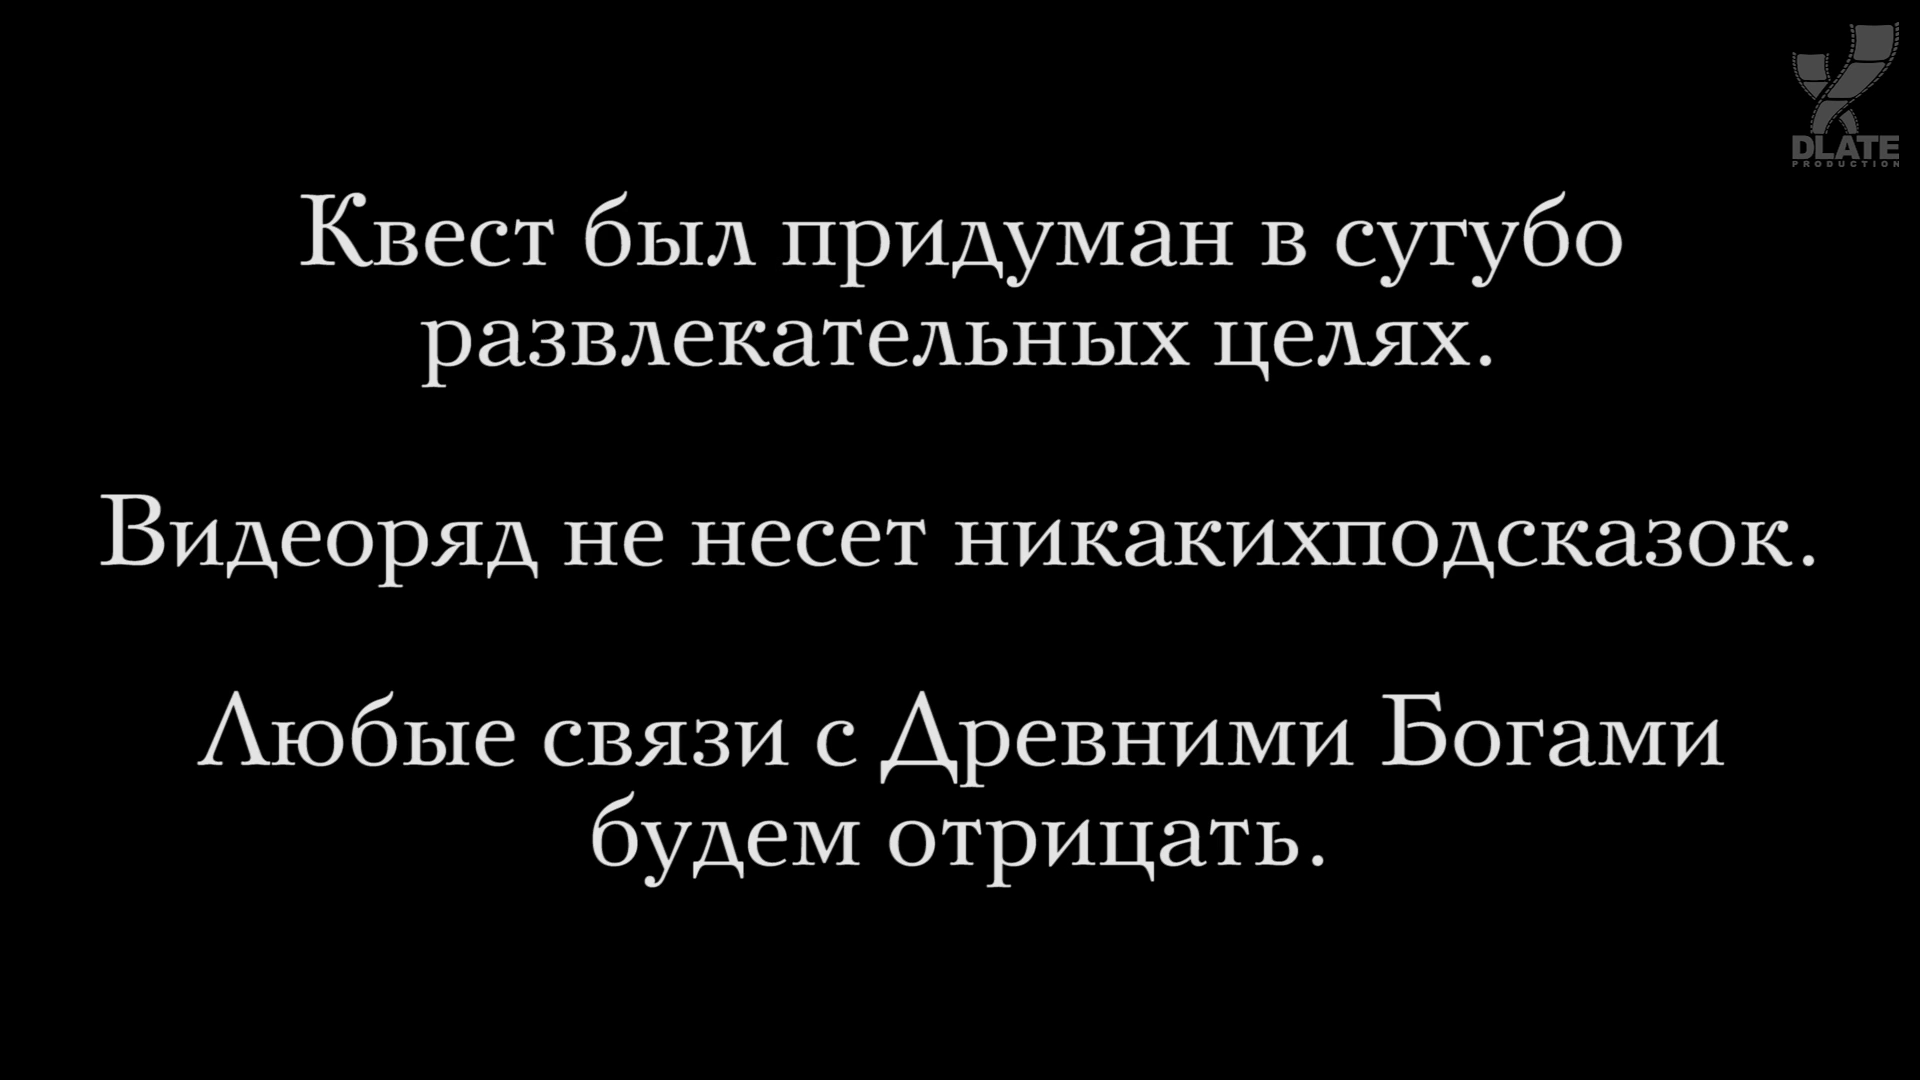 DLATE
PRODUCTION
Квест был придуман в сугубо
развлекательных целях.
Видеоряд не несет никакихподсказок.
Любые связи с Древними Богами
будем отрицать.